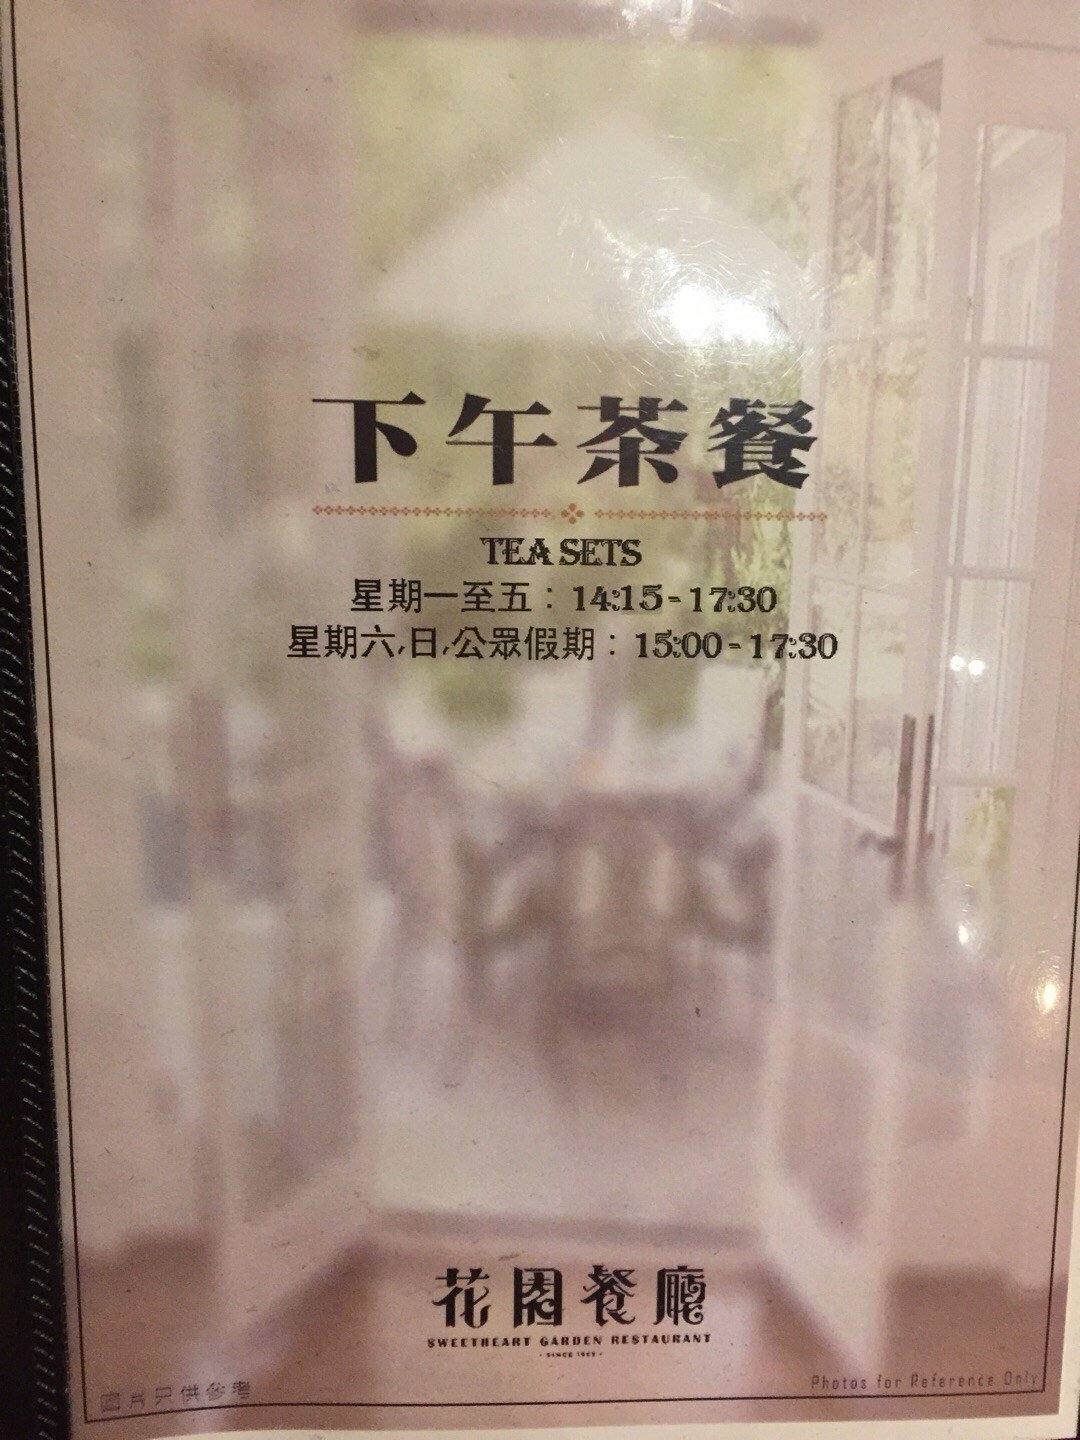 下午茶餐
TEA SETS
星期一至五：14:15-17:30
星期六,日,公眾假期：15:00-17:30
花園餐廳
SWEETHEART GARDEN RESTAURANT
圖片只供參考
Photos for Reference Only